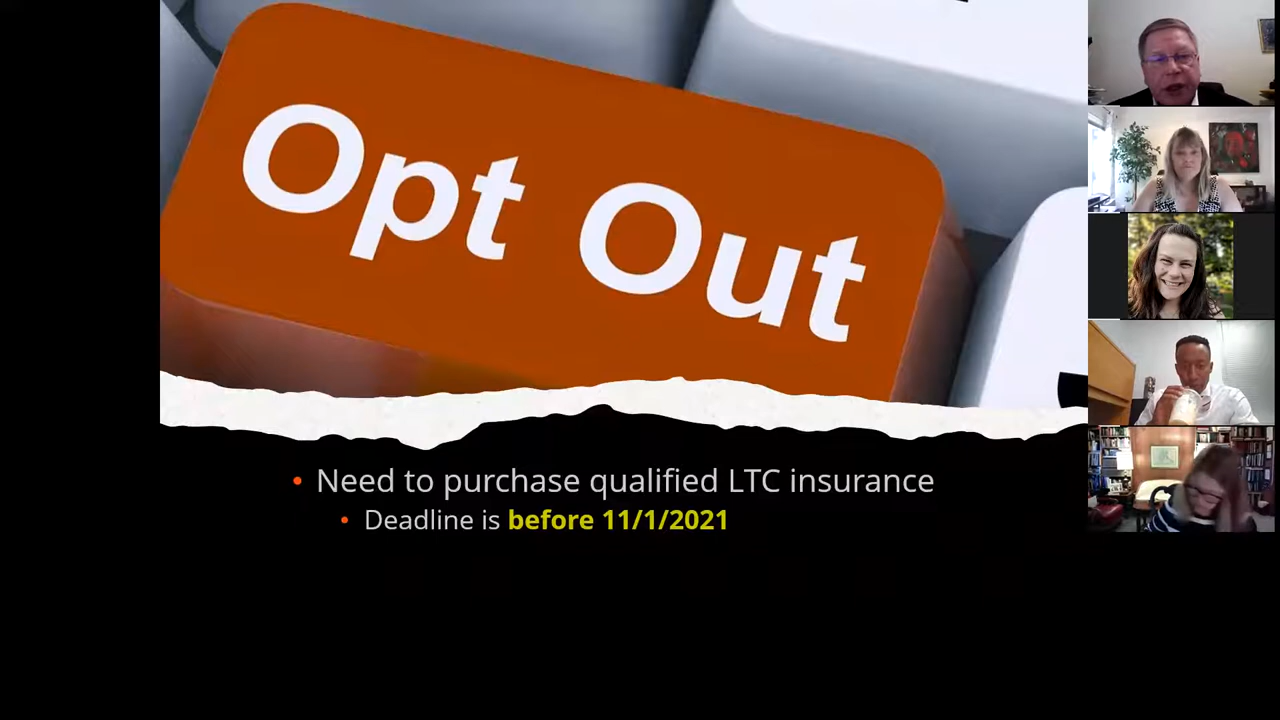 Opt Out
Need to purchase qualified LTC insurance
Deadline is before 11/1/2021